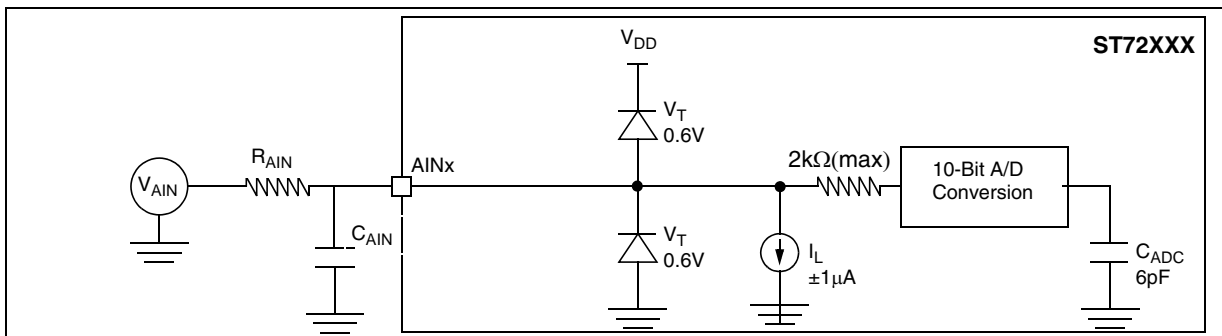 V_DD
ST72XXX
V_T
0.6V
R_AIN
AINx
2kΩ(max)
10-Bit A/D
Conversion
V_AIN
C_AIN
V_T
0.6V
I_L
±1μA
C_ADC
6pF